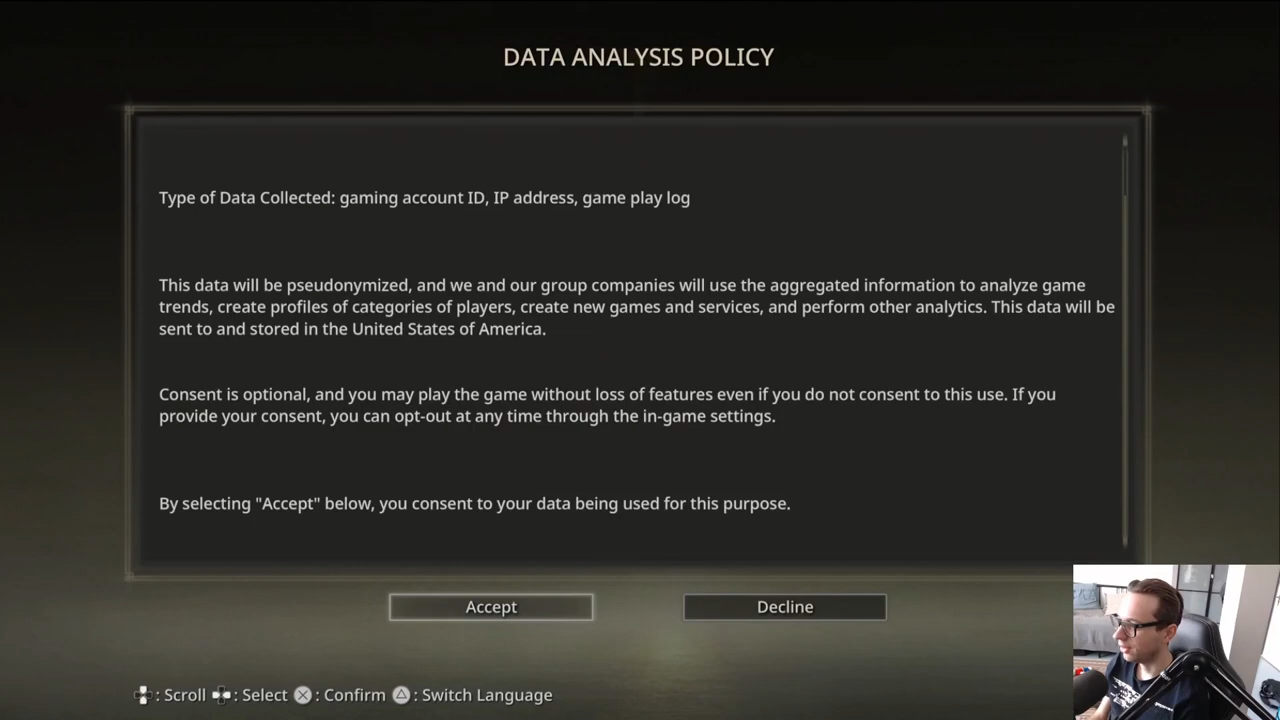 DATA ANALYSIS POLICY
Type of Data Collected: gaming account ID, IP address, game play log
This data will be pseudonymized, and we and our group companies will use the aggregated information to analyze game
trends, create profiles of categories of players, create new games and services, and perform other analytics. This data will be
sent to and stored in the United States of America.
Consent is optional, and you may play the game without loss of features even if you do not consent to this use. If you
provide your consent, you can opt-out at any time through the in-game settings.
By selecting "Accept" below, you consent to your data being used for this purpose.
Accept Decline
: Scroll : Select : Confirm : Switch Language